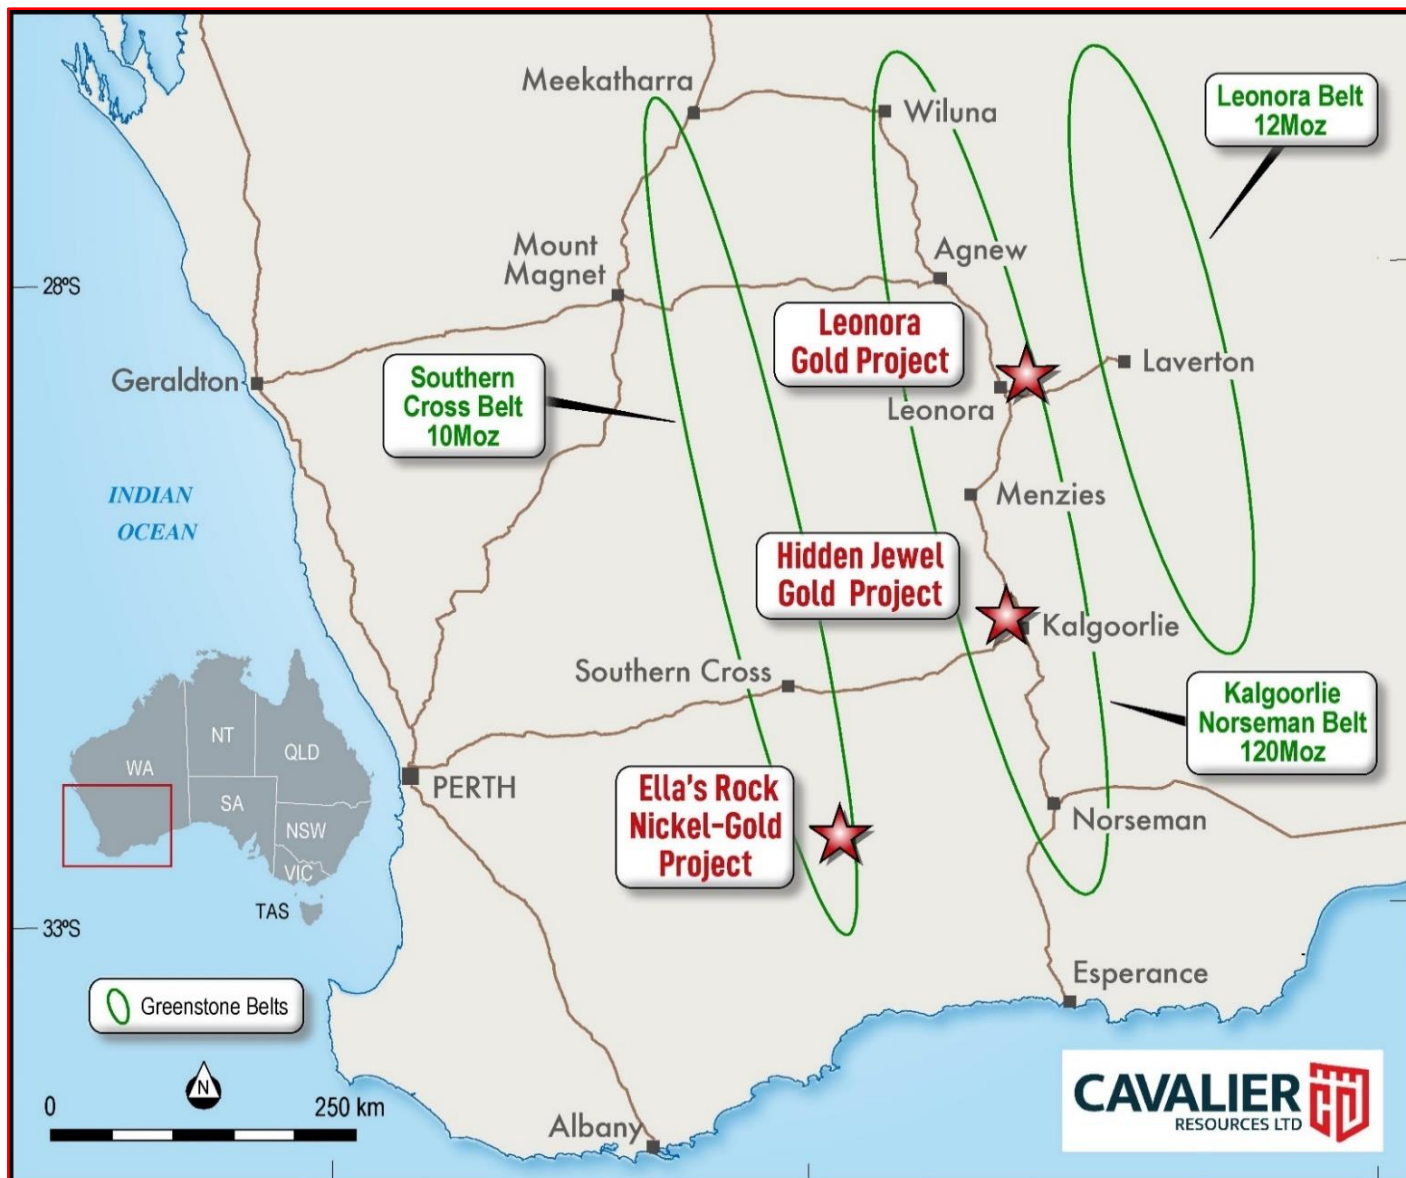 Meekatharra
Wiluna
Leonora Belt
12Moz
Mount
Magnet
Agnew
28ºS
Leonora
Gold Project
Laverton
Geraldton
Southern
Cross Belt
10Moz
Leonora
INDIAN
OCEAN
Menzies
Hidden Jewel
Gold Project
Kalgoorlie
Southern Cross
Kalgoorlie
Norseman Belt
120Moz
NT
QLD
WA
SA
NSW
VIC
TAS
PERTH
Ella's Rock
Nickel-Gold
Project
Norseman
33ºS
Esperance
Greenstone Belts
N
0 250 km
Albany
CAVALIER
RESOURCES LTD